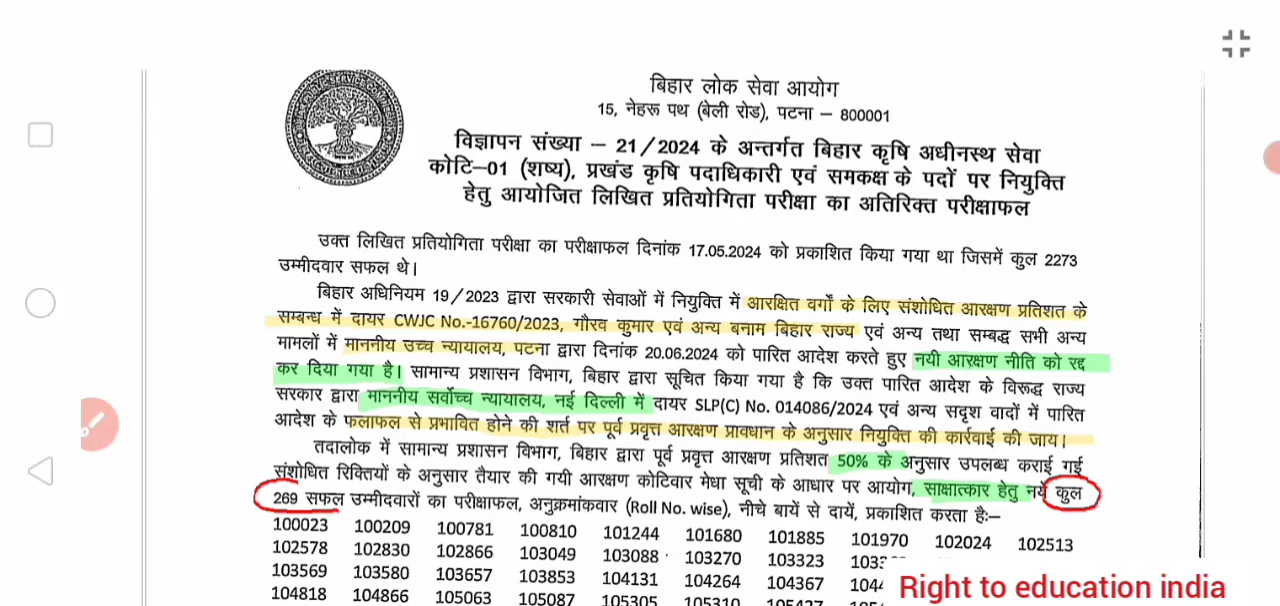 बिहार लोक सेवा आयोग
15, नेहरू पथ (बेली रोड), पटना – 800001
विज्ञापन संख्या – 21/2024 के अन्तर्गत बिहार कृषि अधीनस्थ सेवा
कोटि–01 (शष्य), प्रखंड कृषि पदाधिकारी एवं समकक्ष के पदों पर नियुक्ति
हेतु आयोजित लिखित प्रतियोगिता परीक्षा का अतिरिक्त परीक्षाफल
उक्त लिखित प्रतियोगिता परीक्षा का परीक्षाफल दिनांक 17.05.2024 को प्रकाशित किया गया था जिसमें कुल 2273
उम्मीदवार सफल थे।
बिहार अधिनियम 19/2023 द्वारा सरकारी सेवाओं में नियुक्ति में आरक्षित वर्गों के लिए संशोधित आरक्षण प्रतिशत के
सम्बन्ध में दायर CWJC No.-16760/2023, गौरव कुमार एवं अन्य बनाम बिहार राज्य एवं अन्य तथा सम्बद्ध सभी अन्य
मामलों में माननीय उच्च न्यायालय, पटना द्वारा दिनांक 20.06.2024 को पारित आदेश करते हुए नयी आरक्षण नीति को रद्द
कर दिया गया है। सामान्य प्रशासन विभाग, बिहार द्वारा सूचित किया गया है कि उक्त पारित आदेश के विरूद्ध राज्य
सरकार द्वारा माननीय सर्वोच्च न्यायालय, नई दिल्ली में दायर SLP(C) No. 014086/2024 एवं अन्य सदृश वादों में पारित
आदेश के फलाफल से प्रभावित होने की शर्त पर पूर्व प्रवृत्त आरक्षण प्रावधान के अनुसार नियुक्ति की कार्रवाई की जाय।
तदालोक में सामान्य प्रशासन विभाग, बिहार द्वारा पूर्व प्रवृत्त आरक्षण प्रतिशत 50% के अनुसार उपलब्ध कराई गई
संशोधित रिक्तियों के अनुसार तैयार की गयी आरक्षण कोटिवार मेधा सूची के आधार पर आयोग, साक्षात्कार हेतु नये कुल
269 सफल उम्मीदवारों का परीक्षाफल, अनुक्रमांकवार (Roll No. wise), नीचे बायें से दायें, प्रकाशित करता है:–
100023 100209 100781 100810 101244 101680 101885 101970 102024 102513
102578 102830 102866 103049 103088 103270 103323
103569 103580 103657 103853 104131 104264 104367
104818 104866 105063 105087 105305 105310
Right to education india